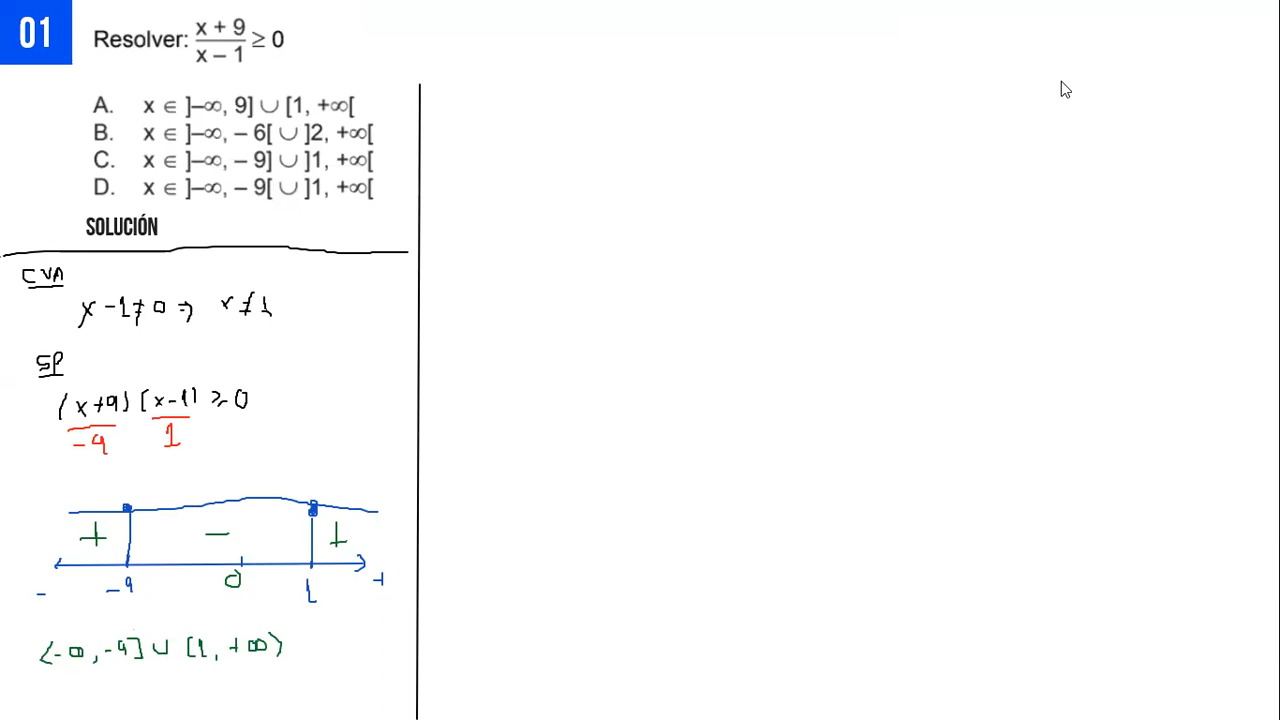 01
Resolver: x + 9 / x – 1 ≥ 0
A. x ∈ ]–∞, 9] ∪ [1, +∞[
B. x ∈ ]–∞, – 6[ ∪ ]2, +∞[
C. x ∈ ]–∞, – 9] ∪ ]1, +∞[
D. x ∈ ]–∞, – 9[ ∪ ]1, +∞[
SOLUCIÓN
CVA
x - 1 ≠ 0 ⇒ x ≠ 1
SP
(x+9) (x-1) ≥ 0
-9 1
+ - +
- -9 0 1 +
⟨-∞, -9] ∪ [1, +∞⟩